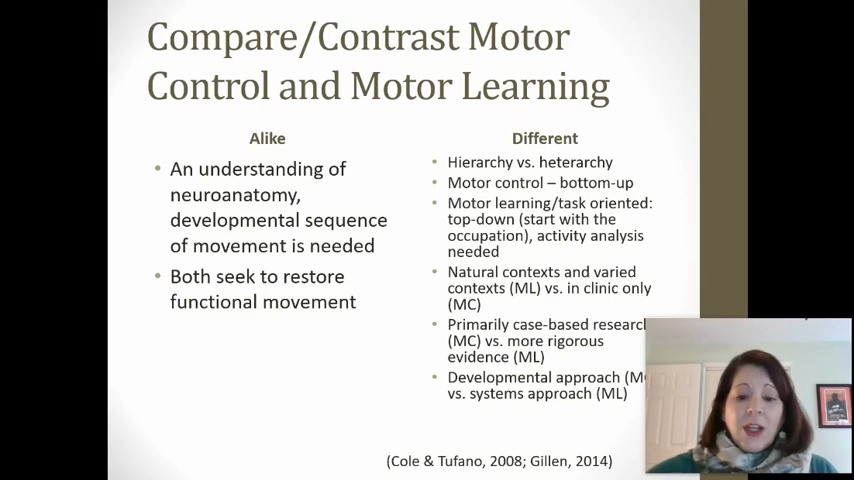 Compare/Contrast Motor
Control and Motor Learning
Alike
• An understanding of
neuroanatomy,
developmental sequence
of movement is needed
• Both seek to restore
functional movement
Different
• Hierarchy vs. heterarchy
• Motor control – bottom-up
• Motor learning/task oriented:
top-down (start with the
occupation), activity analysis
needed
• Natural contexts and varied
contexts (ML) vs. in clinic only
(MC)
• Primarily case-based research
(MC) vs. more rigorous
evidence (ML)
• Developmental approach
vs. systems approach (ML)
(Cole & Tufano, 2008; Gillen, 2014)